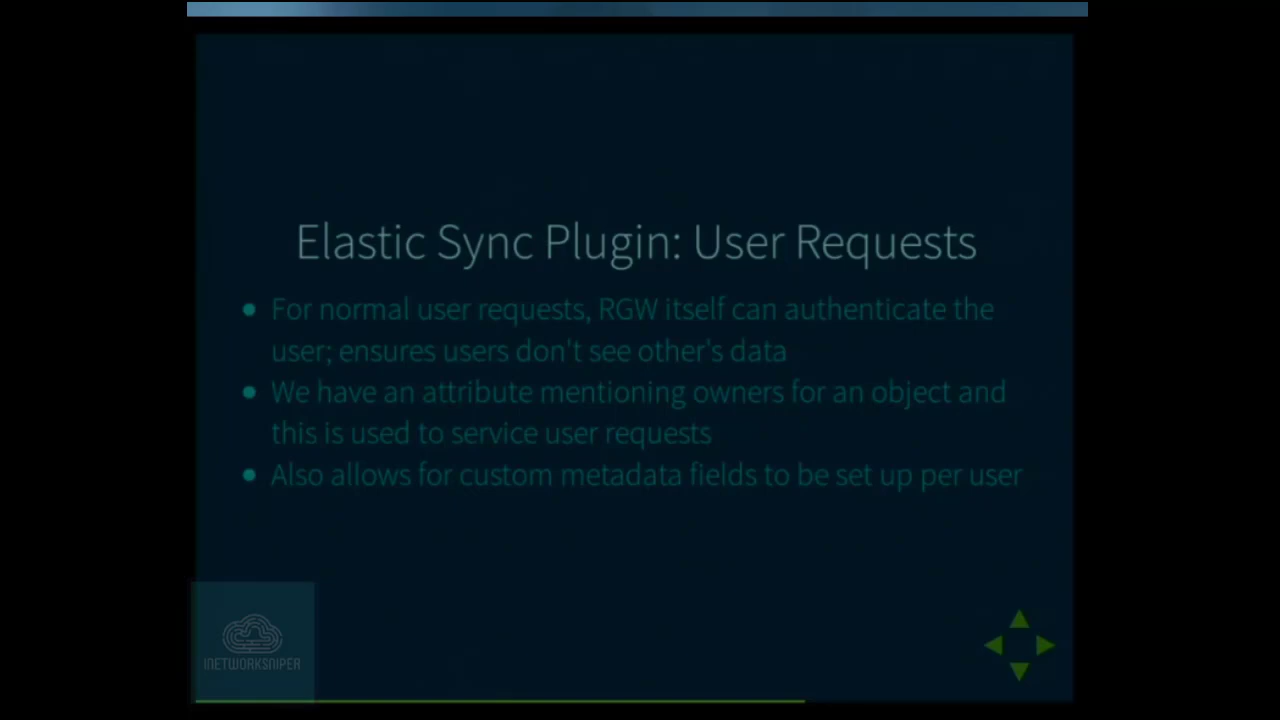 Elastic Sync Plugin: User Requests
For normal user requests, RGW itself can authenticate the
user; ensures users don't see other's data
We have an attribute mentioning owners for an object and
this is used to service user requests
Also allows for custom metadata fields to be set up per user
INETWORKSNIPER